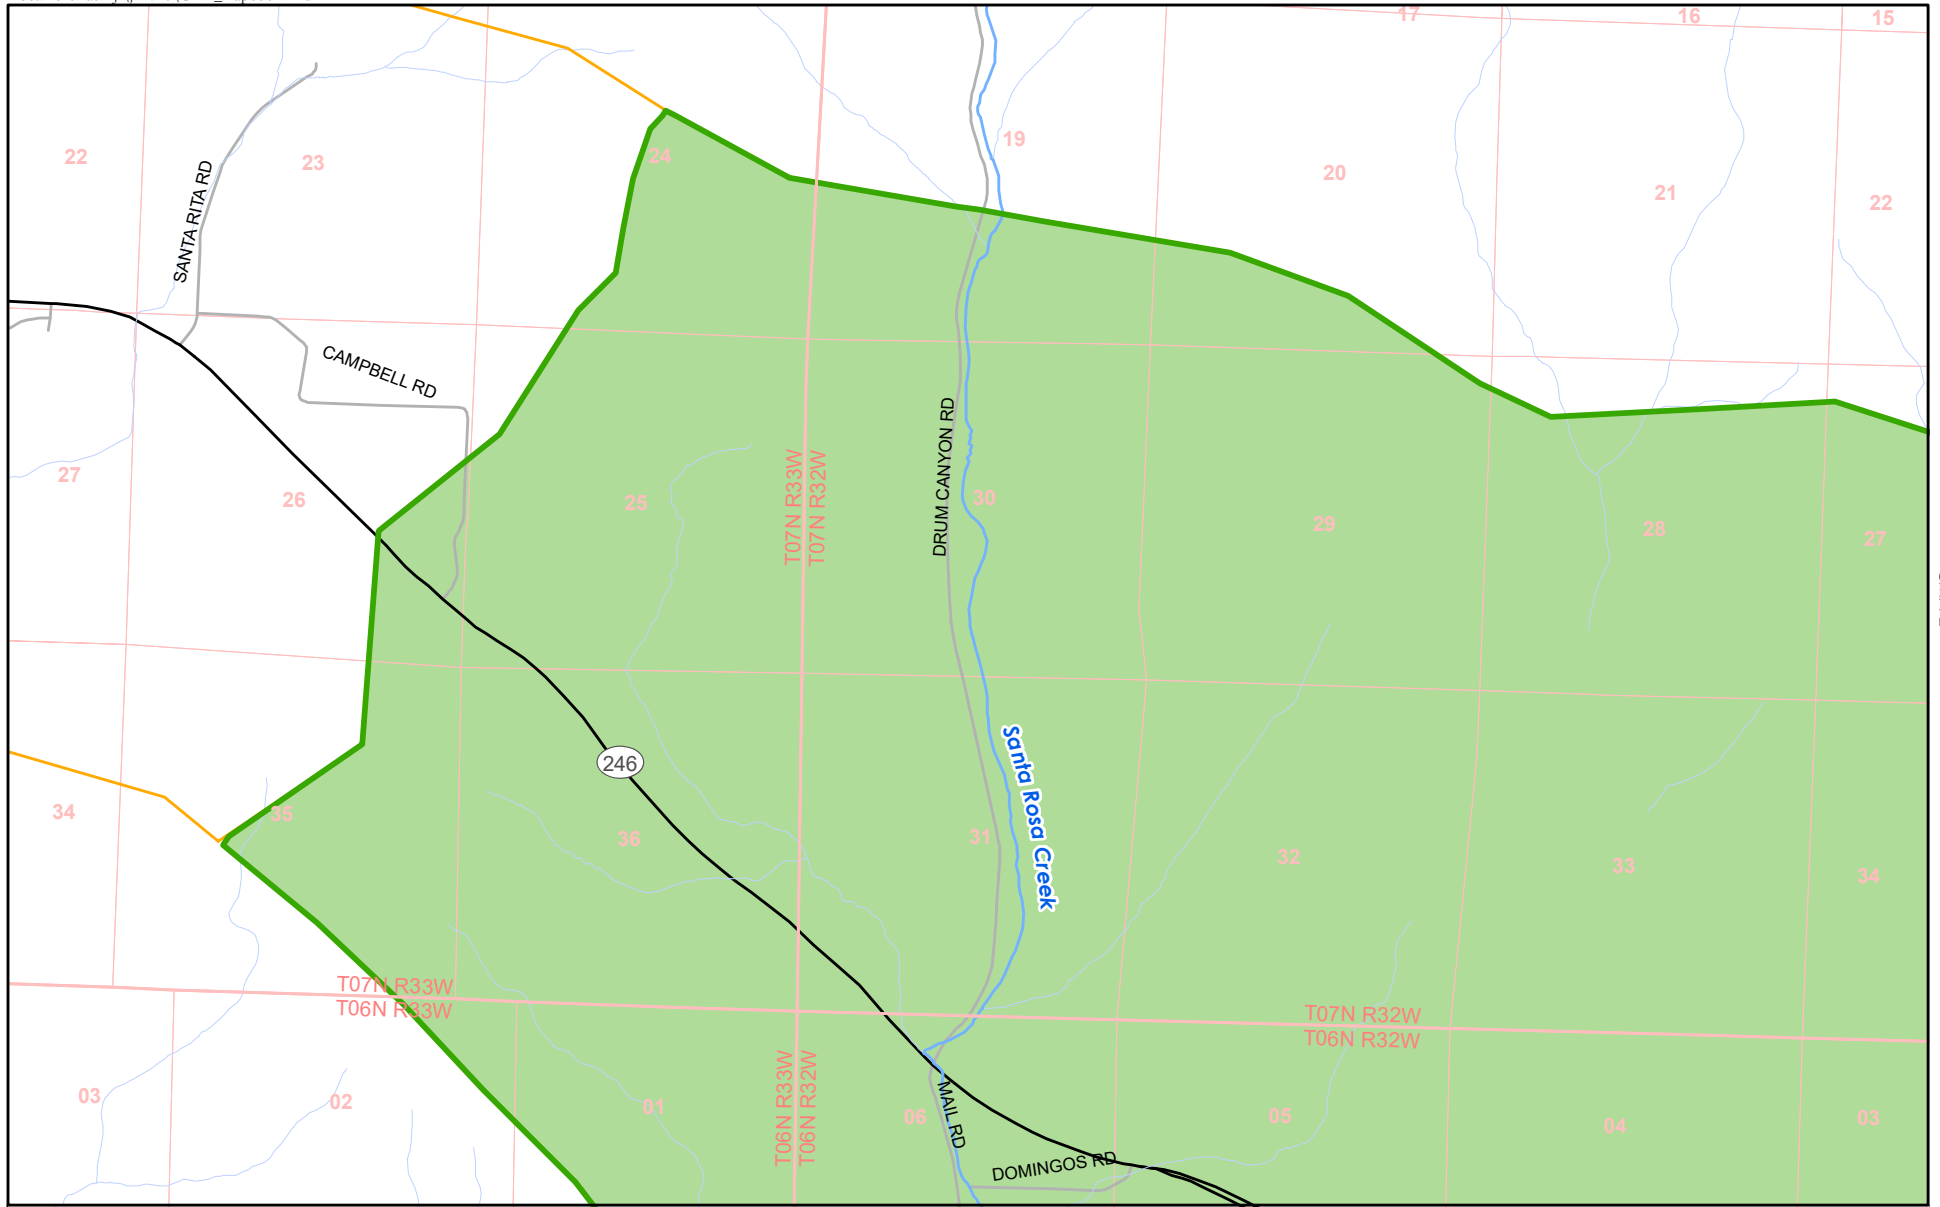 17
16
15
22
23
24
19
20
21
22
SANTA RITA RD
CAMPBELL RD
27
26
25
T07N R33W
T07N R32W
DRUM CANYON RD
30
29
28
27
246
Santa Rosa Creek
34
35
36
31
32
33
34
T07N R33W
T06N R33W
T07N R32W
T06N R32W
03
02
01
T06N R33W
T06N R32W
06
MAIL RD
DOMINGOS RD
05
04
03